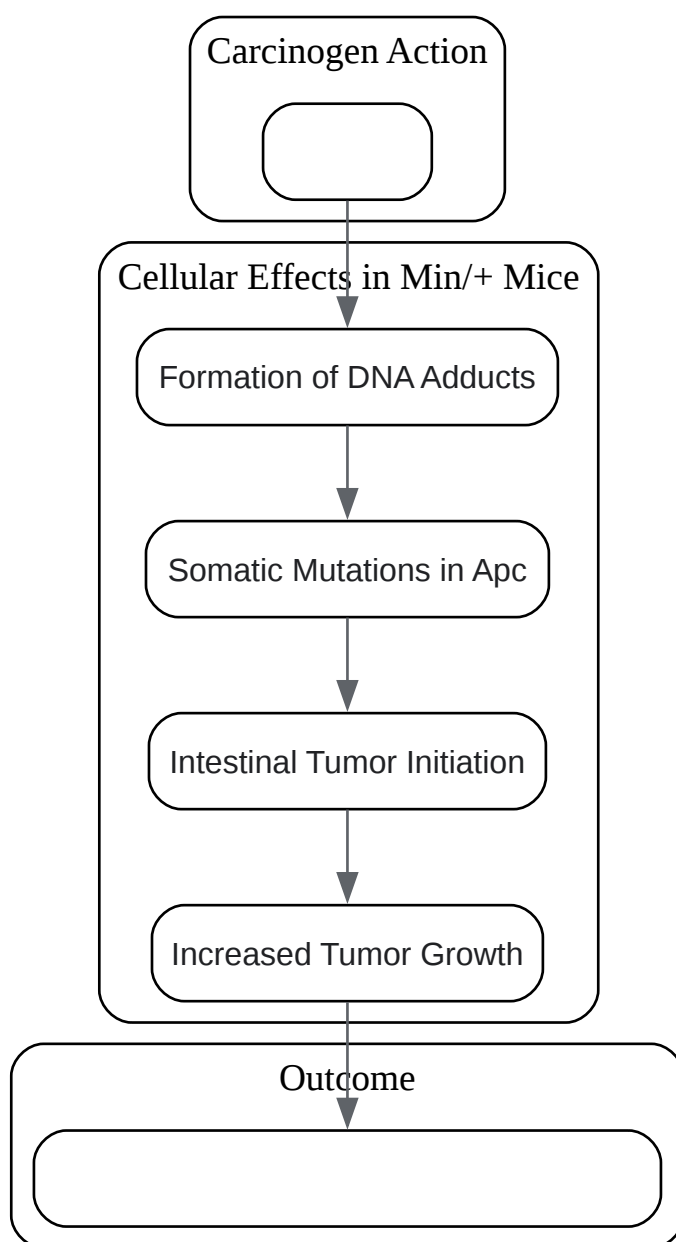 Carcinogen Action
Cellular Effects in Min/+ Mice
Formation of DNA Adducts
Somatic Mutations in Apc
Intestinal Tumor Initiation
Increased Tumor Growth
Outcome